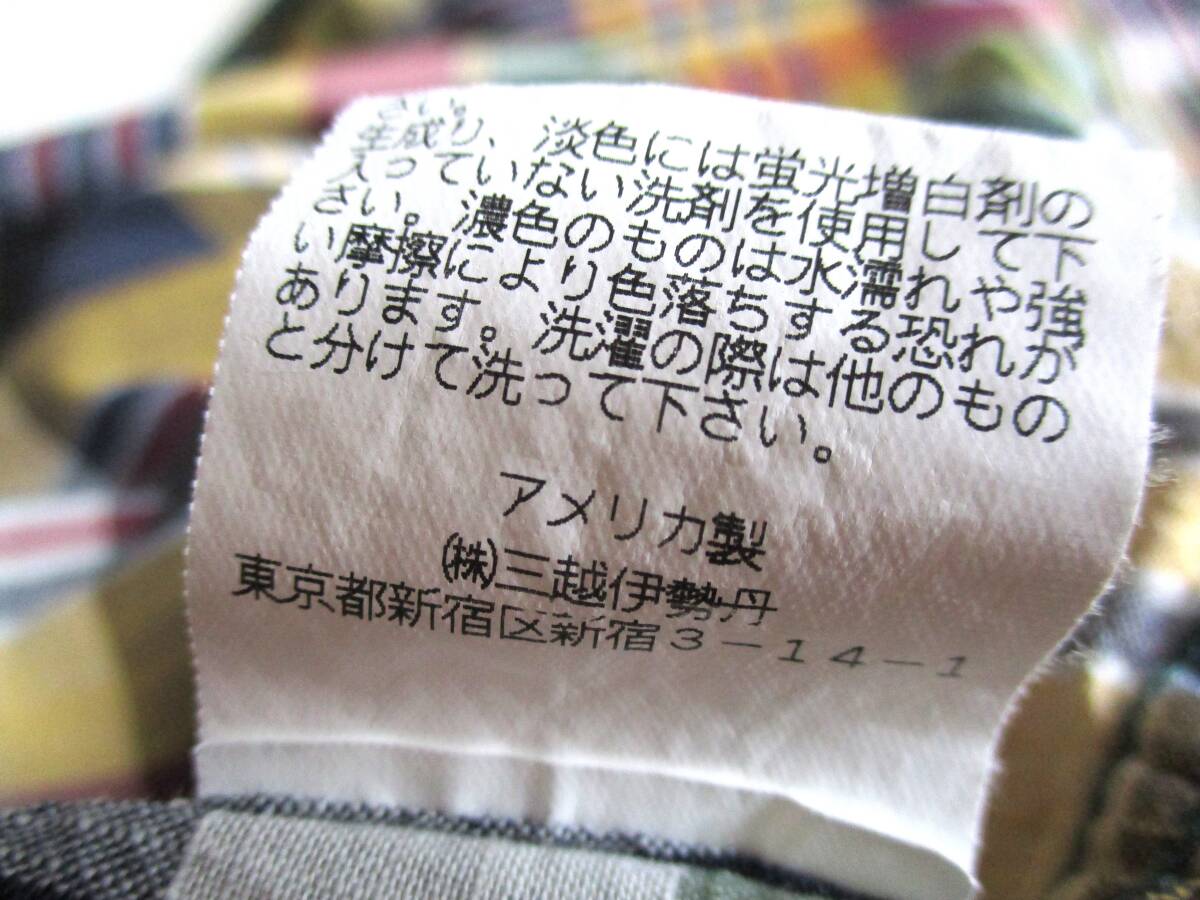 さい。
生成り、淡色には蛍光増白剤の
入っていない洗剤を使用して下
さい。濃色のものは水濡れや強
い摩擦により色落ちする恐れが
あります。洗濯の際は他のもの
と分けて洗って下さい。
アメリカ製
㈱三越伊勢丹
東京都新宿区新宿3-14-1